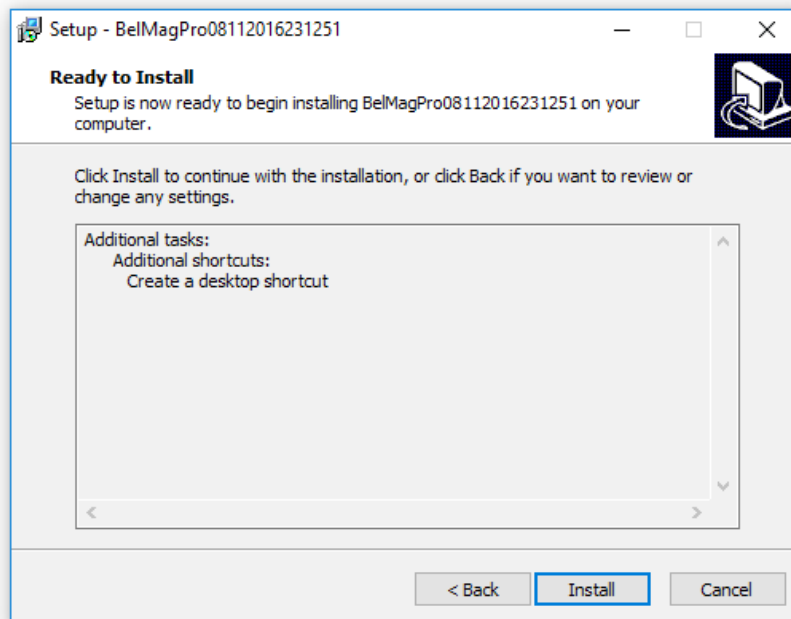 Setup - BelMagPro08112016231251
Ready to Install
Setup is now ready to begin installing BelMagPro08112016231251 on your
computer.
Click Install to continue with the installation, or click Back if you want to review or
change any settings.
Additional tasks:
Additional shortcuts:
Create a desktop shortcut
< Back
Install
Cancel